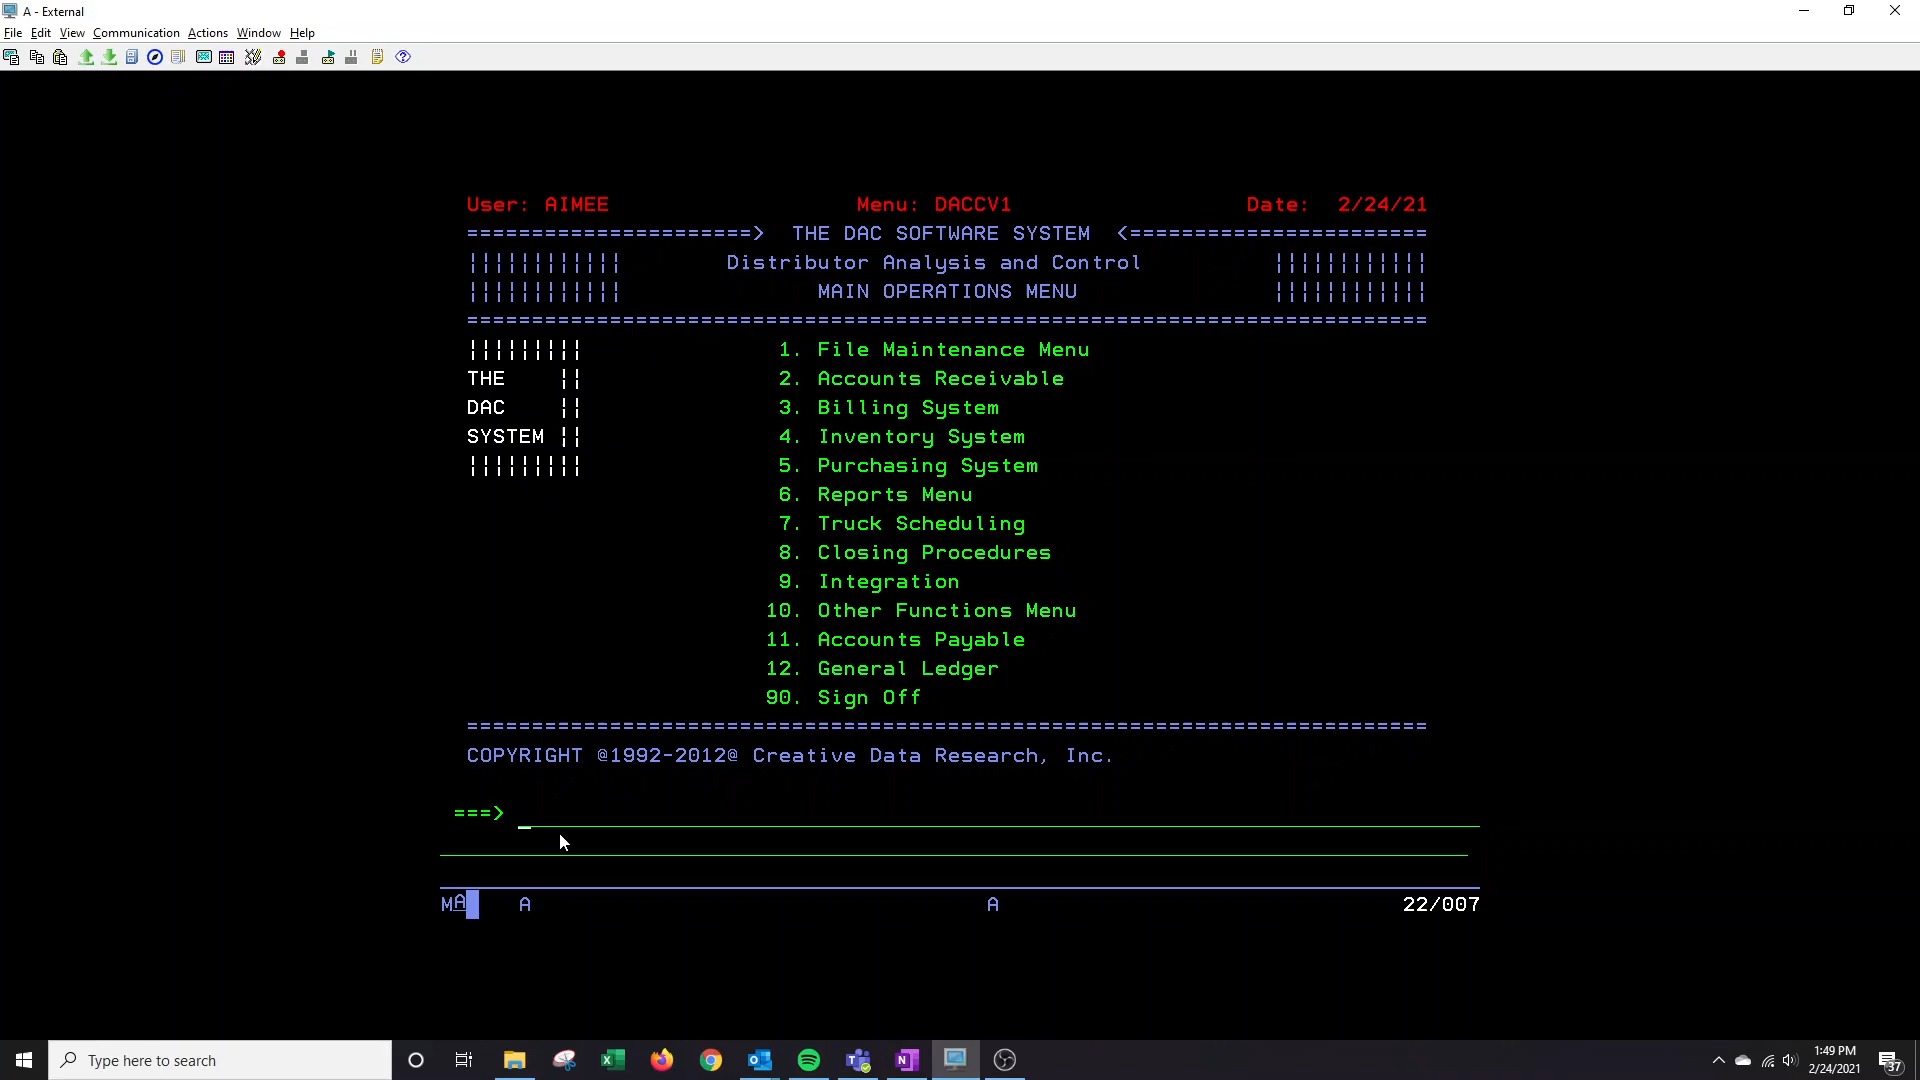 A - External
File Edit View Communication Actions Window Help
User: AIMEE Menu: DACCV1 Date: 2/24/21
======================> THE DAC SOFTWARE SYSTEM <=======================
¦¦¦¦¦¦¦¦¦¦¦¦ Distributor Analysis and Control ¦¦¦¦¦¦¦¦¦¦¦¦
¦¦¦¦¦¦¦¦¦¦¦¦ MAIN OPERATIONS MENU ¦¦¦¦¦¦¦¦¦¦¦¦
==========================================================================
¦¦¦¦¦¦¦¦¦ 1. File Maintenance Menu
THE ¦¦ 2. Accounts Receivable
DAC ¦¦ 3. Billing System
SYSTEM ¦¦ 4. Inventory System
¦¦¦¦¦¦¦¦¦ 5. Purchasing System
6. Reports Menu
7. Truck Scheduling
8. Closing Procedures
9. Integration
10. Other Functions Menu
11. Accounts Payable
12. General Ledger
90. Sign Off
==========================================================================
COPYRIGHT @1992-2012@ Creative Data Research, Inc.
===>
MA A A 22/007
Type here to search
1:49 PM
2/24/2021
37